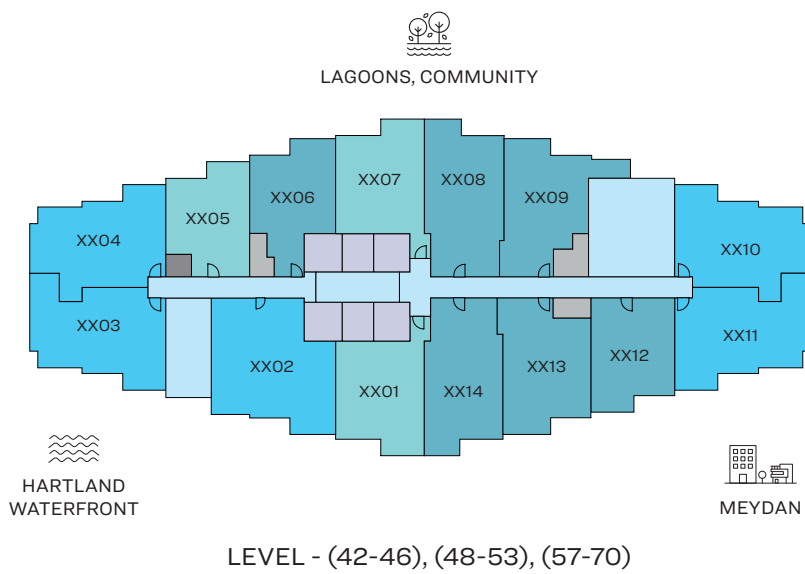 LAGOONS, COMMUNITY
XX07
XX08
XX06
XX09
XX05
XX04
XX10
XX03
XX11
XX02
XX12
XX13
XX14
XX01
HARTLAND
WATERFRONT
MEYDAN
LEVEL - (42-46), (48-53), (57-70)